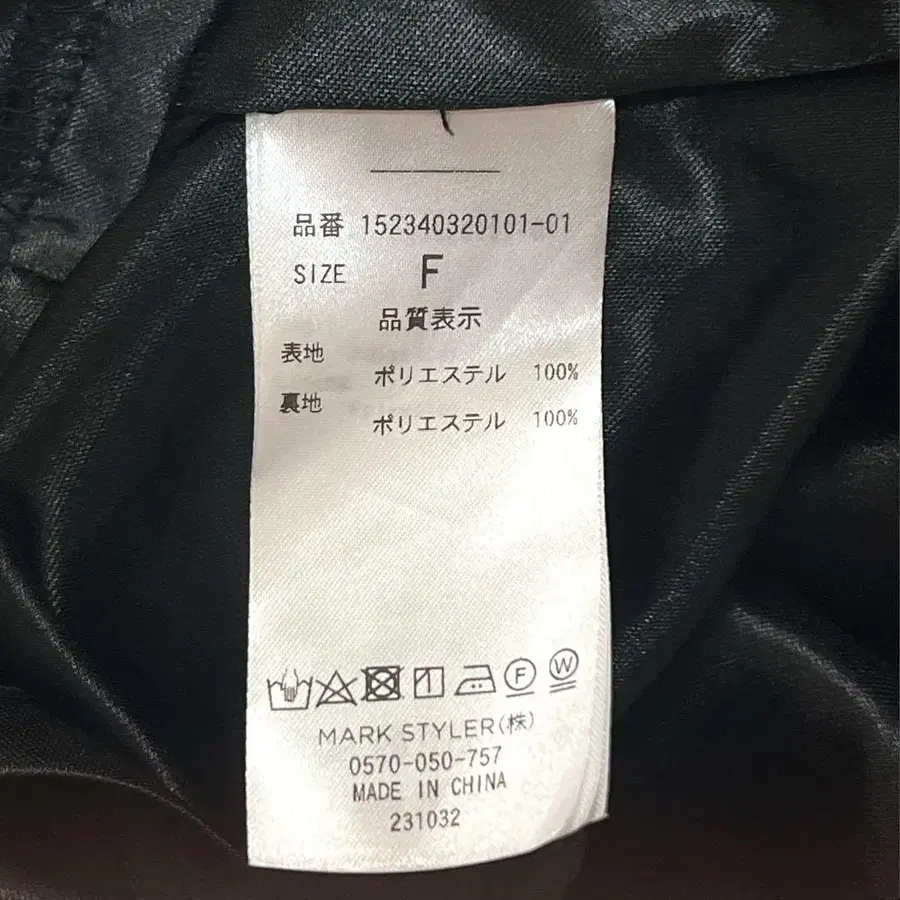 品番 152340320101-01
SIZE F
品質表示
表地
ポリエステル 100%
裏地
ポリエステル 100%
F W
MARK STYLER(株)
0570-050-757
MADE IN CHINA
231032